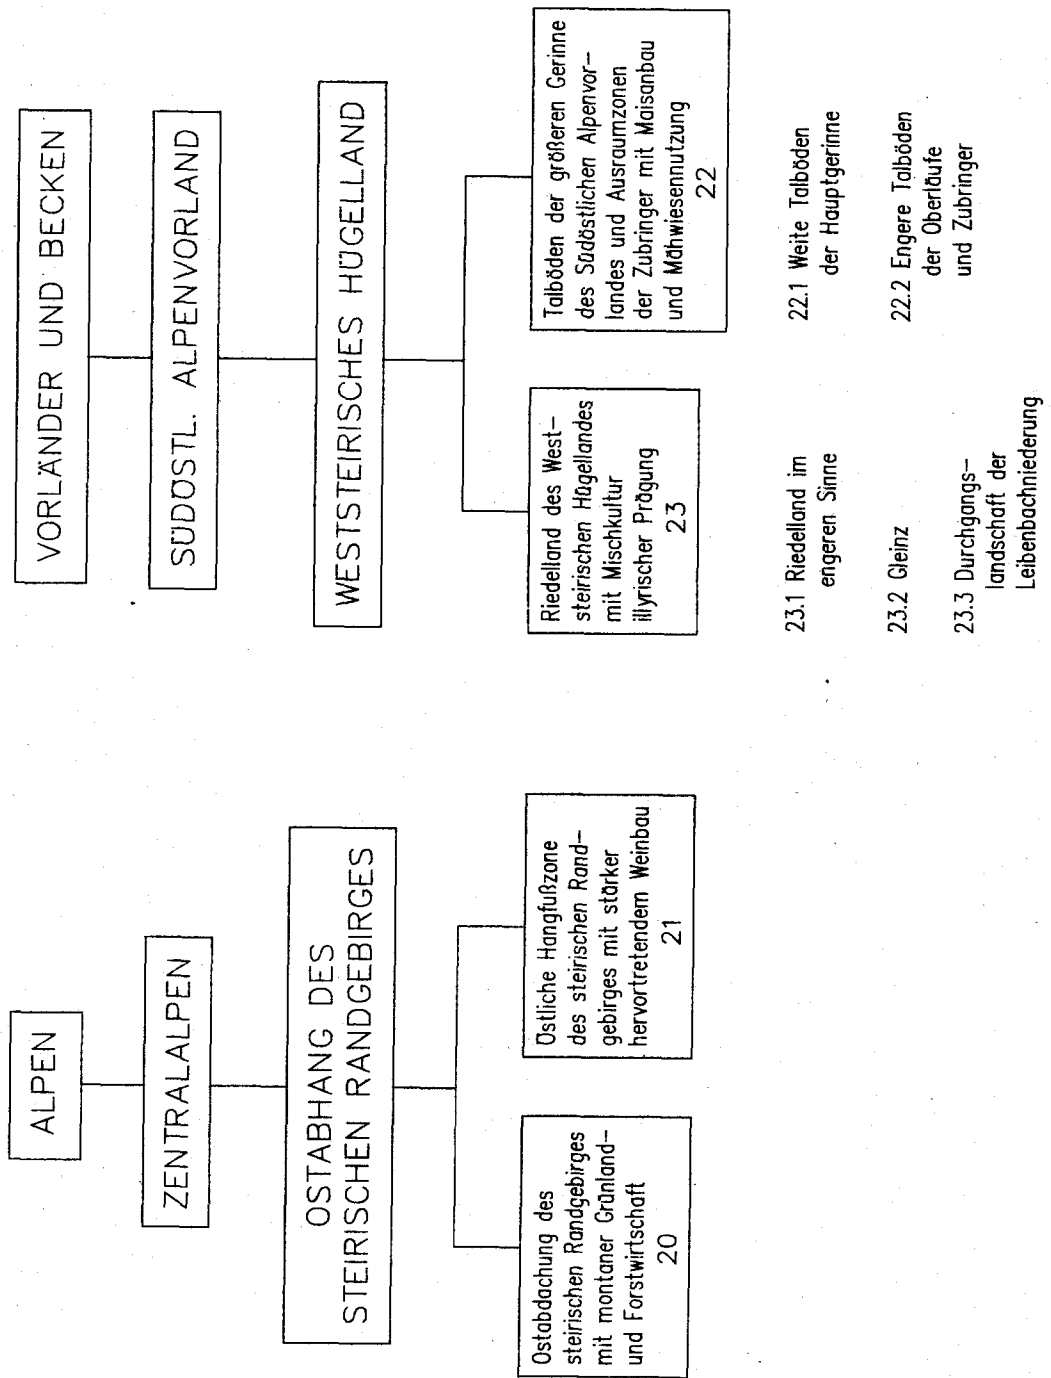 ALPEN
ZENTRALALPEN
OSTABHANG DES
STEIRISCHEN RANDGEBIRGES
Ostabdachung des
steirischen Randgebirges
mit montaner Grünland–
und Forstwirtschaft
20
Östliche Hangfußzone
des steirischen Rand–
gebirges mit stärker
hervortretendem Weinbau
21
VORLÄNDER UND BECKEN
SÜDÖSTL. ALPENVORLAND
WESTSTEIRISCHES HÜGELLAND
Riedelland des West–
steirischen Hügellandes
mit Mischkultur
illyrischer Prägung
23
23.1 Riedelland im
engeren Sinne
23.2 Gleinz
23.3 Durchgangs–
landschaft der
Leibenbachniederung
Talböden der größeren Gerinne
des Südöstlichen Alpenvor–
landes und Ausraumzonen
der Zubringer mit Maisanbau
und Mähwiesennutzung
22
22.1 Weite Talböden
der Hauptgerinne
22.2 Engere Talböden
der Oberläufe
und Zubringer